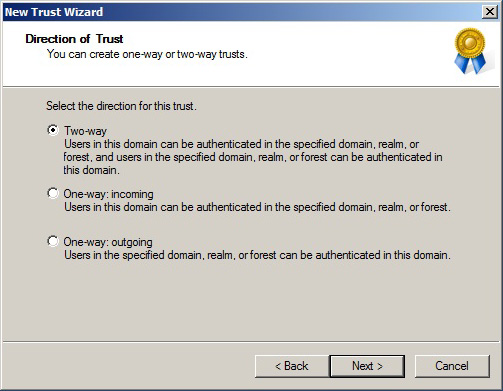 New Trust Wizard
Direction of Trust
You can create one-way or two-way trusts.
Select the direction for this trust.
Two-way
Users in this domain can be authenticated in the specified domain, realm, or
forest, and users in the specified domain, realm, or forest can be authenticated in
this domain.
One-way: incoming
Users in this domain can be authenticated in the specified domain, realm, or forest.
One-way: outgoing
Users in the specified domain, realm, or forest can be authenticated in this domain.
< Back Next > Cancel